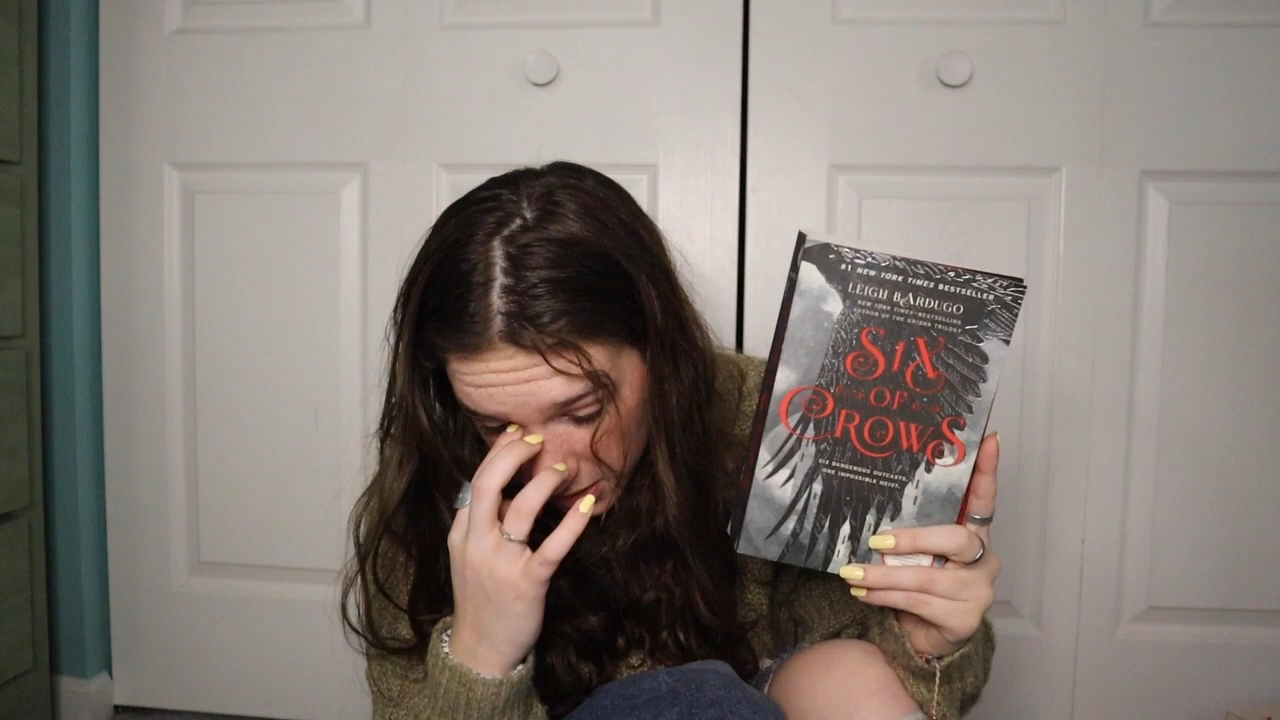 #1 NEW YORK TIMES BESTSELLER
LEIGH BARDUGO
NEW YORK TIMES-BESTSELLING
AUTHOR OF THE GRISHA TRILOGY
SIX
OF
CROWS
SIX DANGEROUS OUTCASTS.
ONE IMPOSSIBLE HEIST.